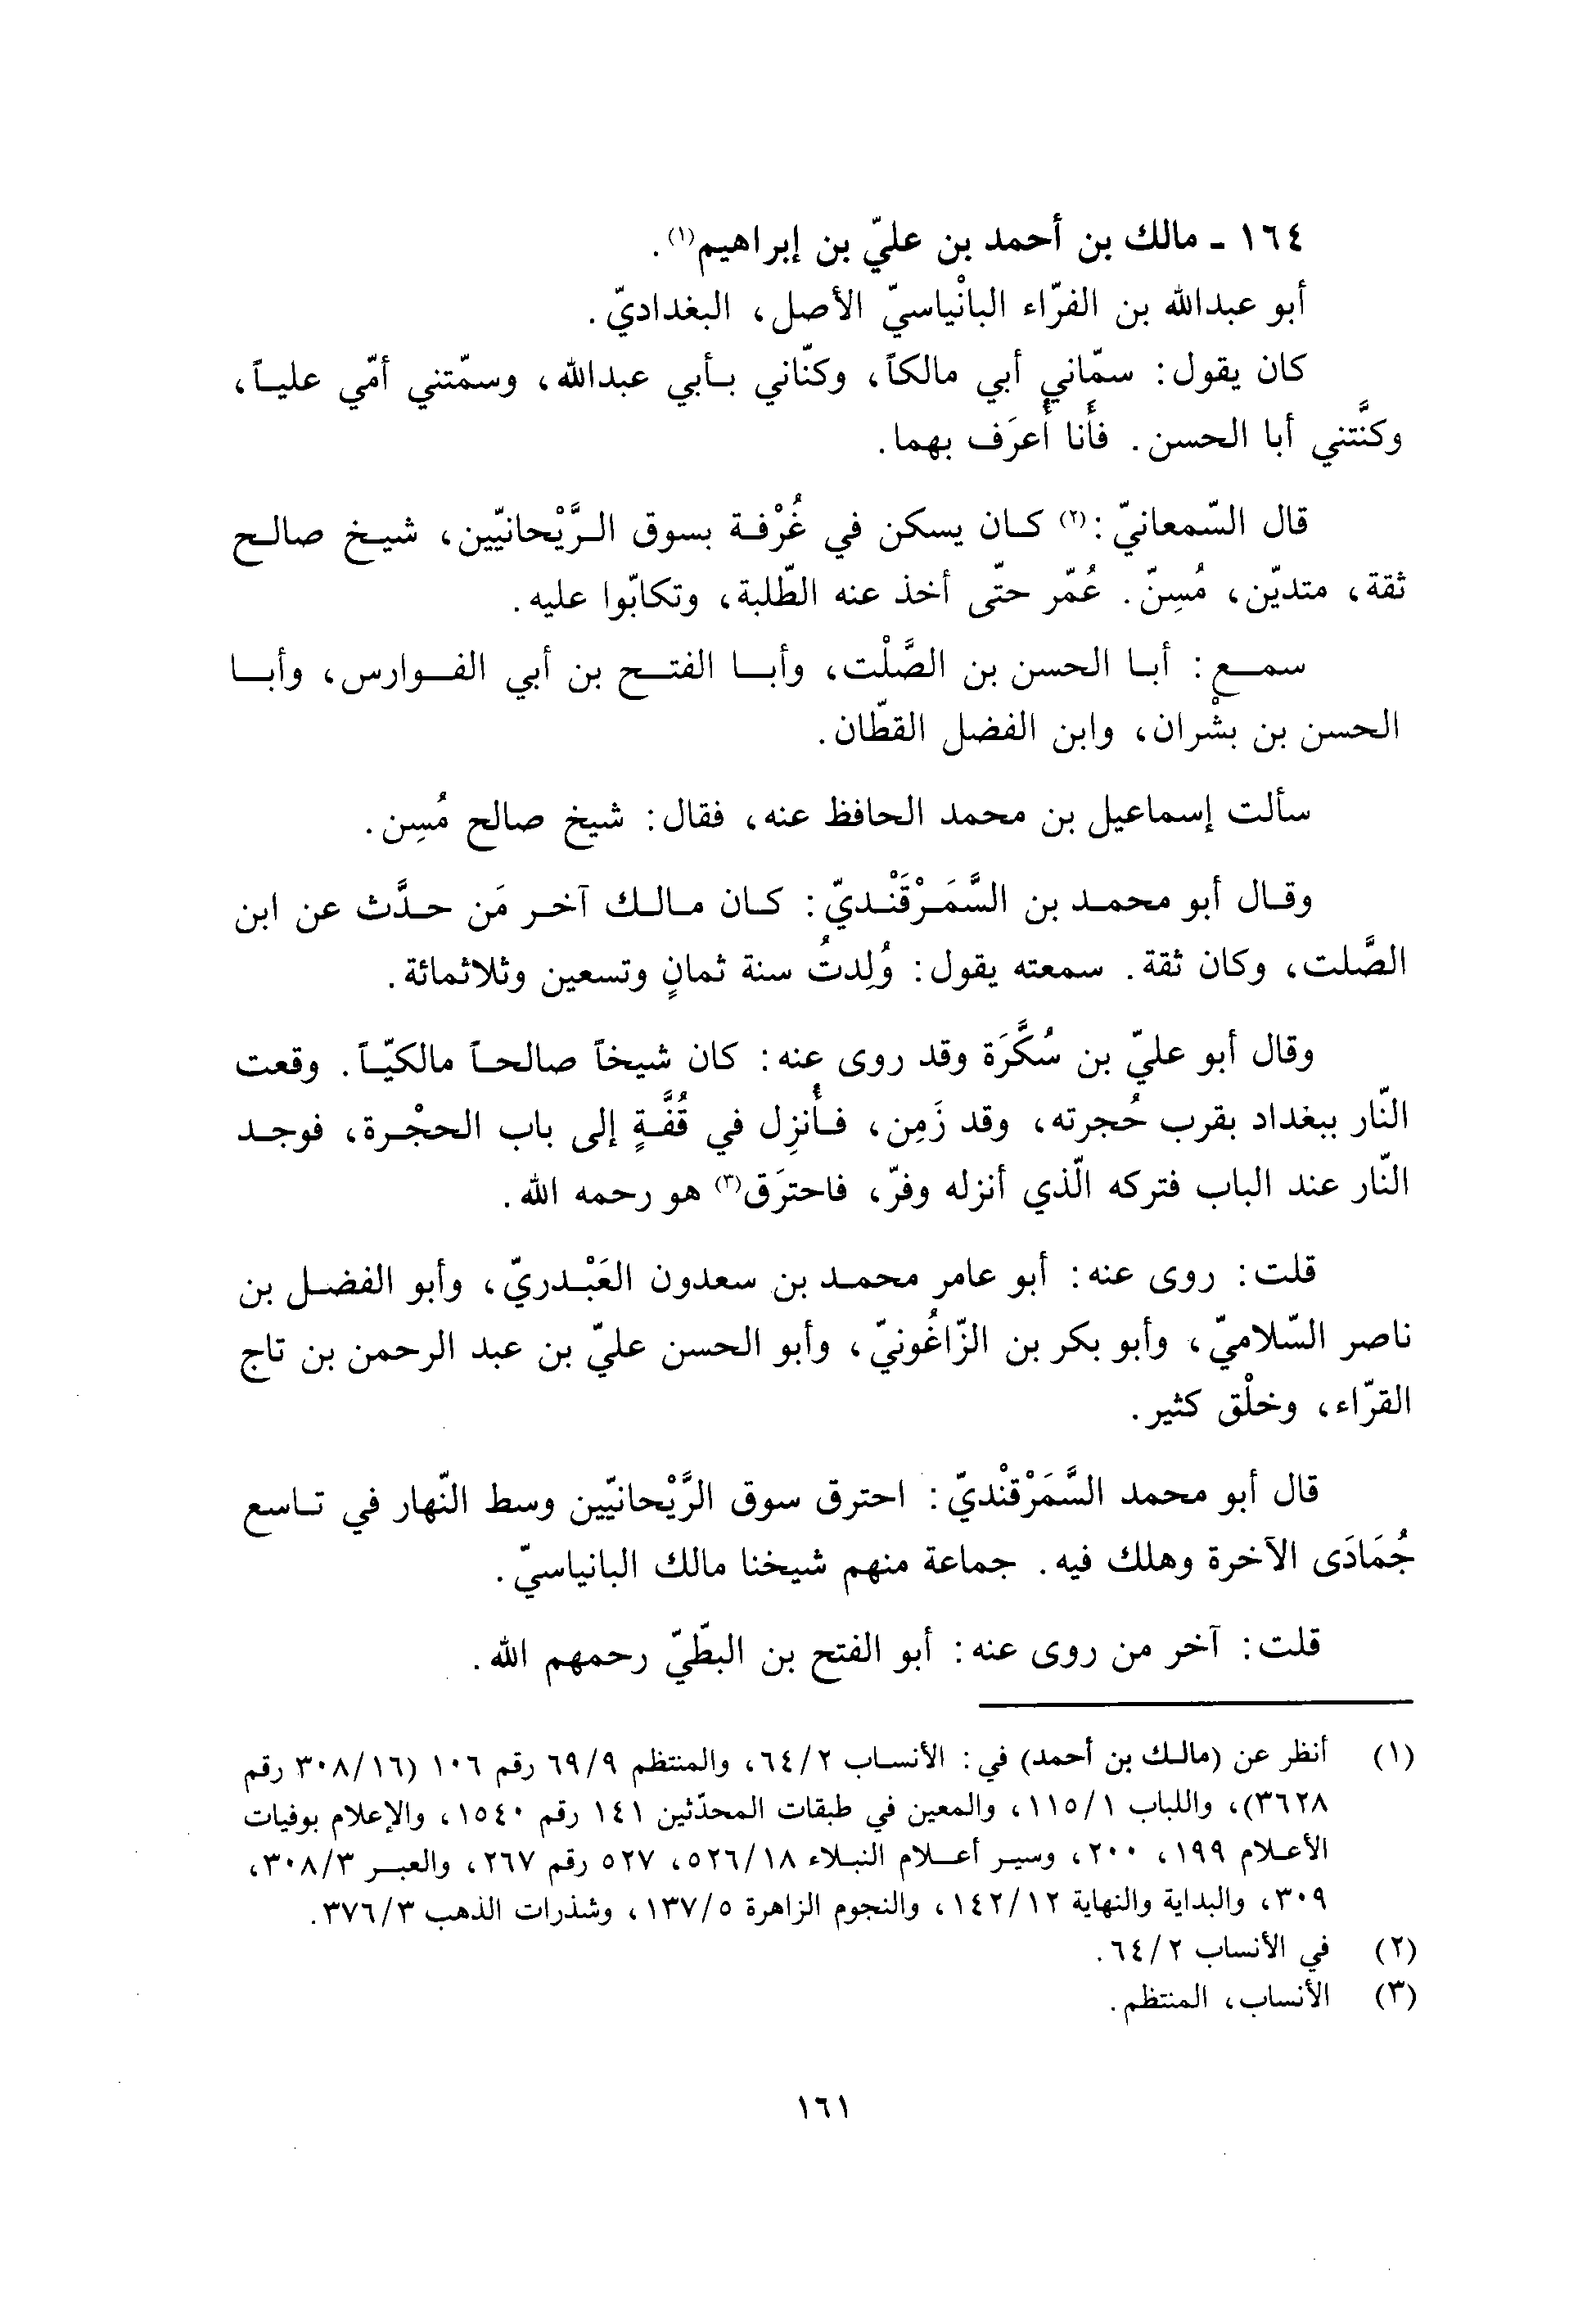 ١٦٤ - مالك بن أحمد بن عليّ بن إبراهيم(١).
أبو عبدالله بن الفرّاء البانْياسيّ الأصل، البغداديّ.
كان يقول: سمّاني أبي مالكاً، وكنّاني بأبي عبدالله، وسمّتني أمّي علياً،
وكنَّتني أبا الحسن. فأَنا أُعرَف بهما.
قال السّمعانيّ:(٢) كان يسكن في غُرْفة بسوق الرَّيْحانيّين، شيخ صالح
ثقة، متديّن، مُسِنّ. عُمّر حتّى أخذ عنه الطّلبة، وتكابّوا عليه.
سمع: أبا الحسن بن الصَّلْت، وأبا الفتح بن أبي الفوارس، وأبا
الحسن بن بشْران، وابن الفضل القطّان.
سألت إسماعيل بن محمد الحافظ عنه، فقال: شيخ صالح مُسِن.
وقال أبو محمد بن السَّمَرْقَنْديّ: كان مالك آخر مَن حدَّث عن ابن
الصَّلت، وكان ثقة. سمعته يقول: وُلِدتُ سنة ثمانٍ وتسعين وثلاثمائة.
وقال أبو عليّ بن سُكَّرَة وقد روى عنه: كان شيخاً صالحاً مالكيّاً. وقعت
النّار ببغداد بقرب حُجرته، وقد زَمِن، فأُنزِل في قُفَّةٍ إلى باب الحجْرة، فوجد
النّار عند الباب فتركه الّذي أنزله وفرّ، فاحترَق(٣) هو رحمه الله.
قلت: روى عنه: أبو عامر محمد بن سعدون العَبْدريّ، وأبو الفضل بن
ناصر السّلاميّ، وأبو بكر بن الزّاغُونيّ، وأبو الحسن عليّ بن عبد الرحمن بن تاج
القرّاء، وخلْق كثير.
قال أبو محمد السَّمَرْقنْديّ: احترق سوق الرَّيْحانيّين وسط النّهار في تاسع
جُمَادَى الآخرة وهلك فيه. جماعة منهم شيخنا مالك البانياسيّ.
قلت: آخر من روى عنه: أبو الفتح بن البطّيّ رحمهم الله.
(١) أنظر عن (مالك بن أحمد) في: الأنساب ٦٤/٢، والمنتظم ٦٩/٩ رقم ١٠٦ (٣٠٨/١٦ رقم
٣٦٢٨)، واللباب ١١٥/١، والمعين في طبقات المحدّثين ١٤١ رقم ١٥٤٠، والإعلام بوفيات
الأعلام ١٩٩، ٢٠٠، وسير أعلام النبلاء ٥٢٦/١٨، ٥٢٧ رقم ٢٦٧، والعبر ٣٠٨/٣،
٣٠٩، والبداية والنهاية ١٤٢/١٢، والنجوم الزاهرة ١٣٧/٥، وشذرات الذهب ٣٧٦/٣.
(٢) في الأنساب ٦٤/٢.
(٣) الأنساب، المنتظم.
١٦١